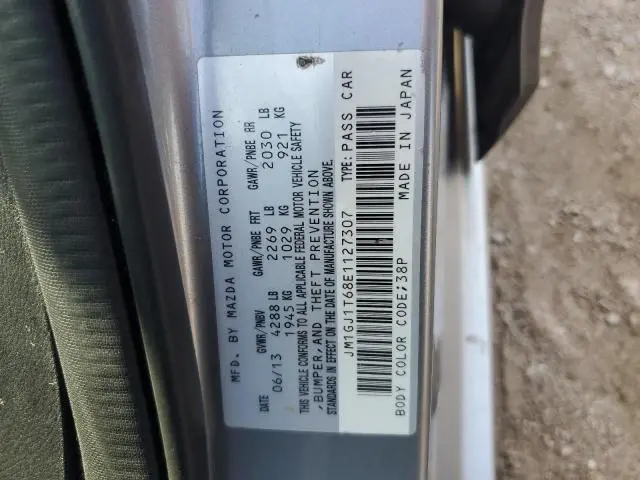 MFD. BY MAZDA MOTOR CORPORATION
DATE GVWR/PNBV GAWR/PNBE FRT GAWR/PNBE RR
06/13 4288 LB 2269 LB 2030 LB
1945 KG 1029 KG 921 KG
THIS VEHICLE CONFORMS TO ALL APPLICABLE FEDERAL MOTOR VEHICLE SAFETY
,BUMPER,AND THEFT PREVENTION
STANDARDS IN EFFECT ON THE DATE OF MANUFACTURE SHOWN ABOVE.
JM1GJ1T68E1127307 TYPE: PASS CAR
BODY COLOR CODE;38P MADE IN JAPAN